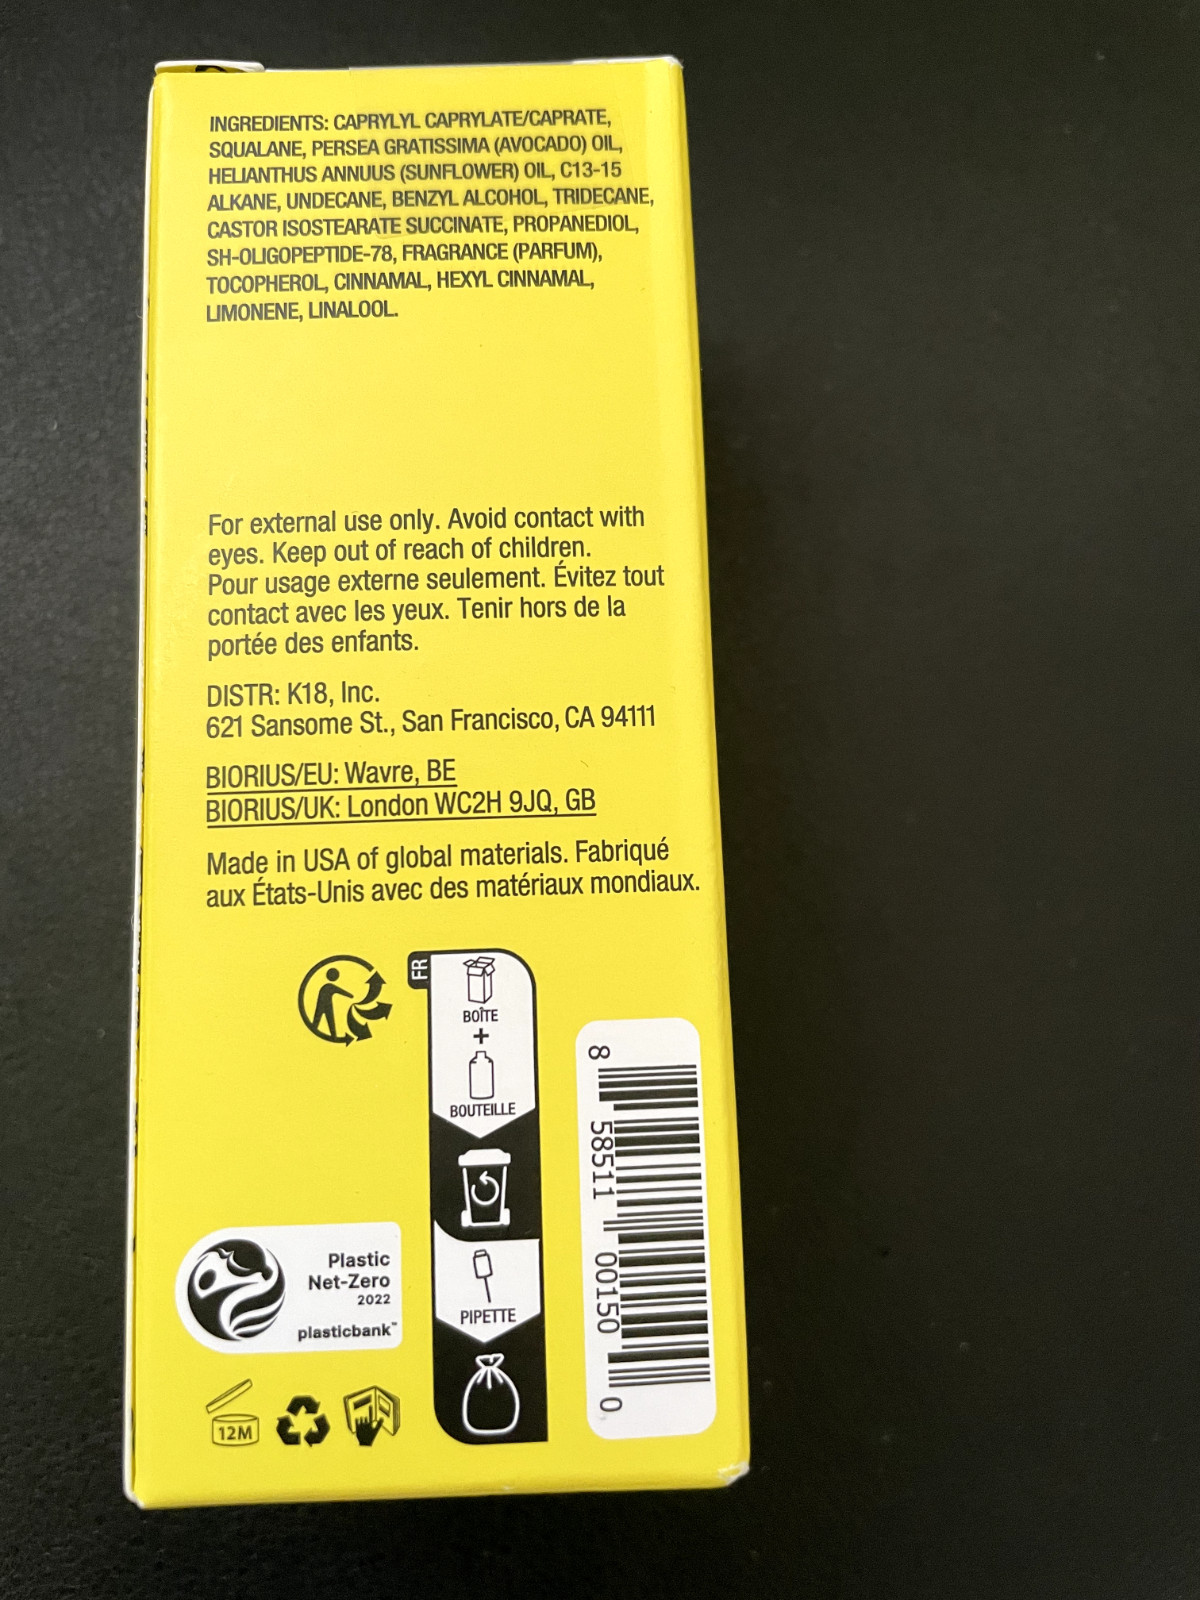 INGREDIENTS: CAPRYLYL CAPRYLATE/CAPRATE,
SQUALANE, PERSEA GRATISSIMA (AVOCADO) OIL,
HELIANTHUS ANNUUS (SUNFLOWER) OIL, C13-15
ALKANE, UNDECANE, BENZYL ALCOHOL, TRIDECANE,
CASTOR ISOSTEARATE SUCCINATE, PROPANEDIOL,
SH-OLIGOPEPTIDE-78, FRAGRANCE (PARFUM),
TOCOPHEROL, CINNAMAL, HEXYL CINNAMAL,
LIMONENE, LINALOOL.
For external use only. Avoid contact with
eyes. Keep out of reach of children.
Pour usage externe seulement. Évitez tout
contact avec les yeux. Tenir hors de la
portée des enfants.
DISTR: K18, Inc.
621 Sansome St., San Francisco, CA 94111
BIORIUS/EU: Wavre, BE
BIORIUS/UK: London WC2H 9JQ, GB
Made in USA of global materials. Fabriqué
aux États-Unis avec des matériaux mondiaux.
FR
BOÎTE
+
BOUTEILLE
PIPETTE
8 58511 00150 0
Plastic
Net-Zero
2022
plasticbank™
12M